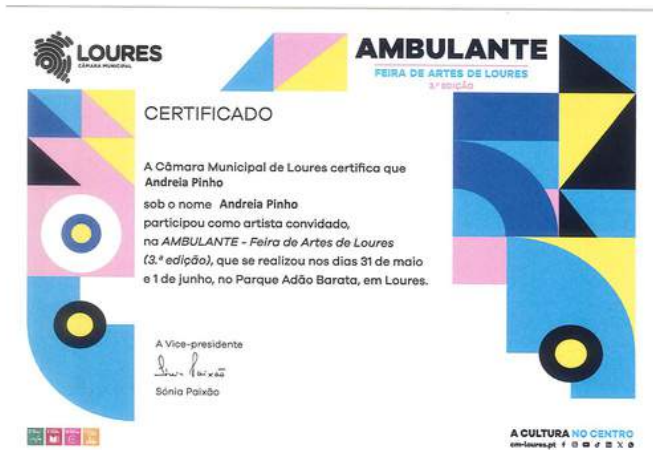 LOURES
CÂMARA MUNICIPAL
AMBULANTE
FEIRA DE ARTES DE LOURES
3.ª EDIÇÃO
CERTIFICADO
A Câmara Municipal de Loures certifica que
Andreia Pinho
sob o nome Andreia Pinho
participou como artista convidado,
na AMBULANTE - Feira de Artes de Loures
(3.ª edição), que se realizou nos dias 31 de maio
e 1 de junho, no Parque Adão Barata, em Loures.
A Vice-presidente
Sónia Paixão
Sónia Paixão
A CULTURA NO CENTRO
cm-loures.pt